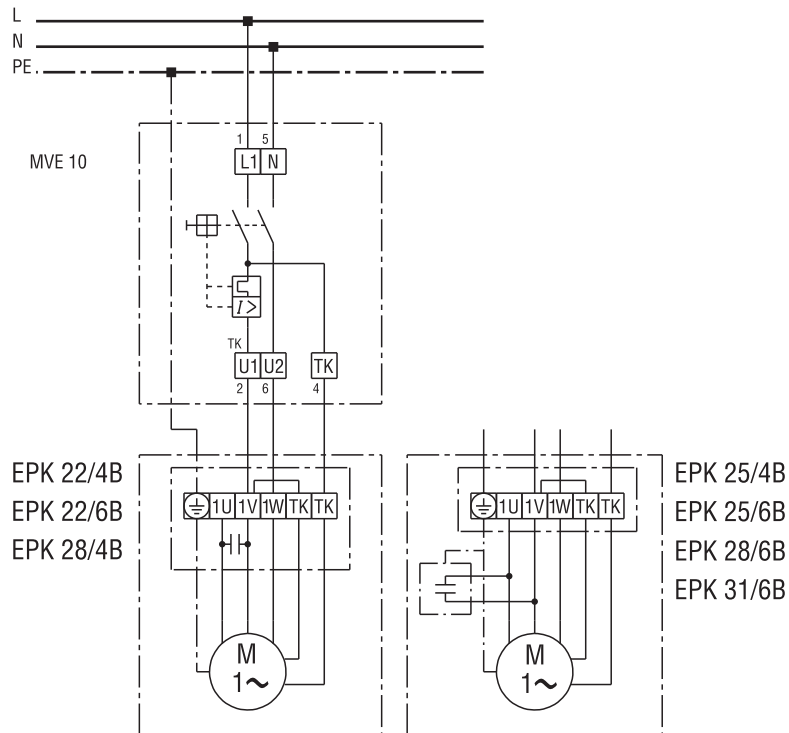 L
N
PE
MVE 10
1 5
L1 N
I>
TK
U1 U2 TK
2 6 4
EPK 22/4B
EPK 22/6B
EPK 28/4B
1U 1V 1W TK TK
M
1~
1U 1V 1W TK TK
M
1~
EPK 25/4B
EPK 25/6B
EPK 28/6B
EPK 31/6B